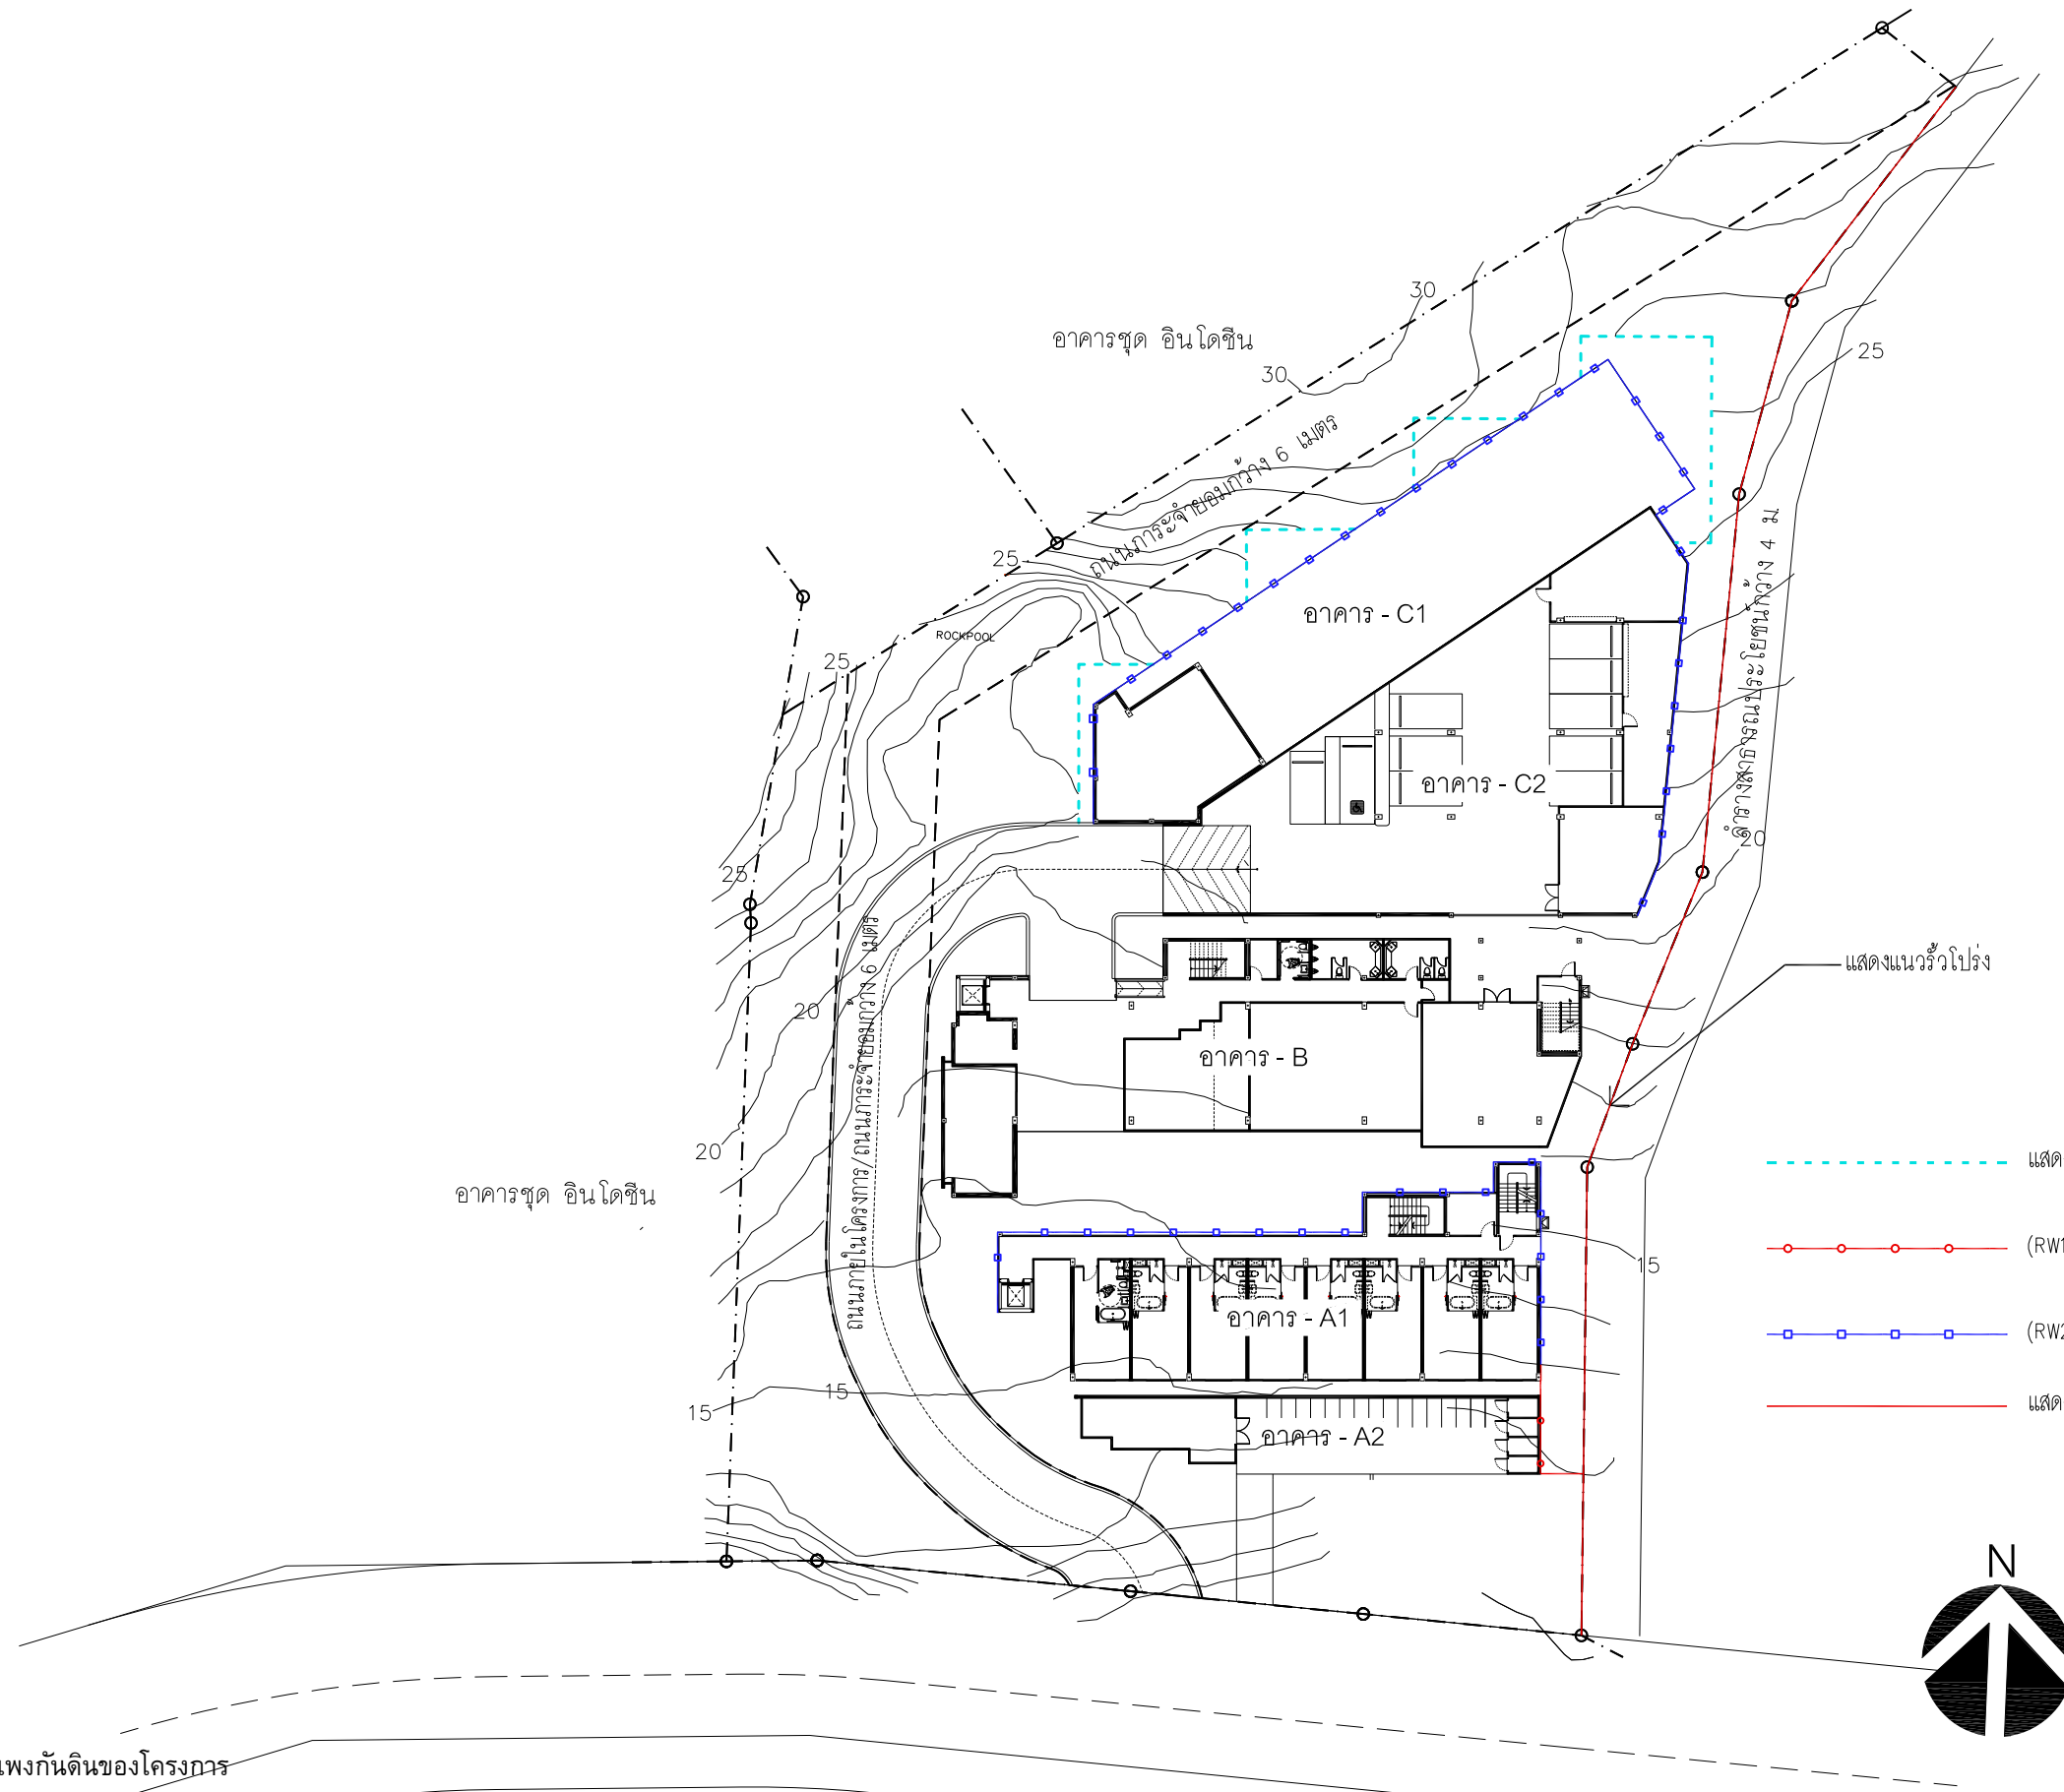 30
อาคารชุด อินโดชีน
25
30
ถนนภาระจำยอมกว้าง 6 เมตร
25
อาคาร - C1
ROCKPOOL
25
ลำรางสาธารณประโยชน์กว้าง 4 ม.
อาคาร - C2
20
25
แสดงแนวรั้วโปร่ง
20
ถนนภายในโครงการ/ถนนภาระจำยอมกว้าง 6 เมตร
อาคาร - B
20
แสด
อาคารชุด อินโดชีน
(RW1
15
อาคาร - A1
(RW2
15
15
แสด
อาคาร - A2
N
แพงกันดินของโครงการ